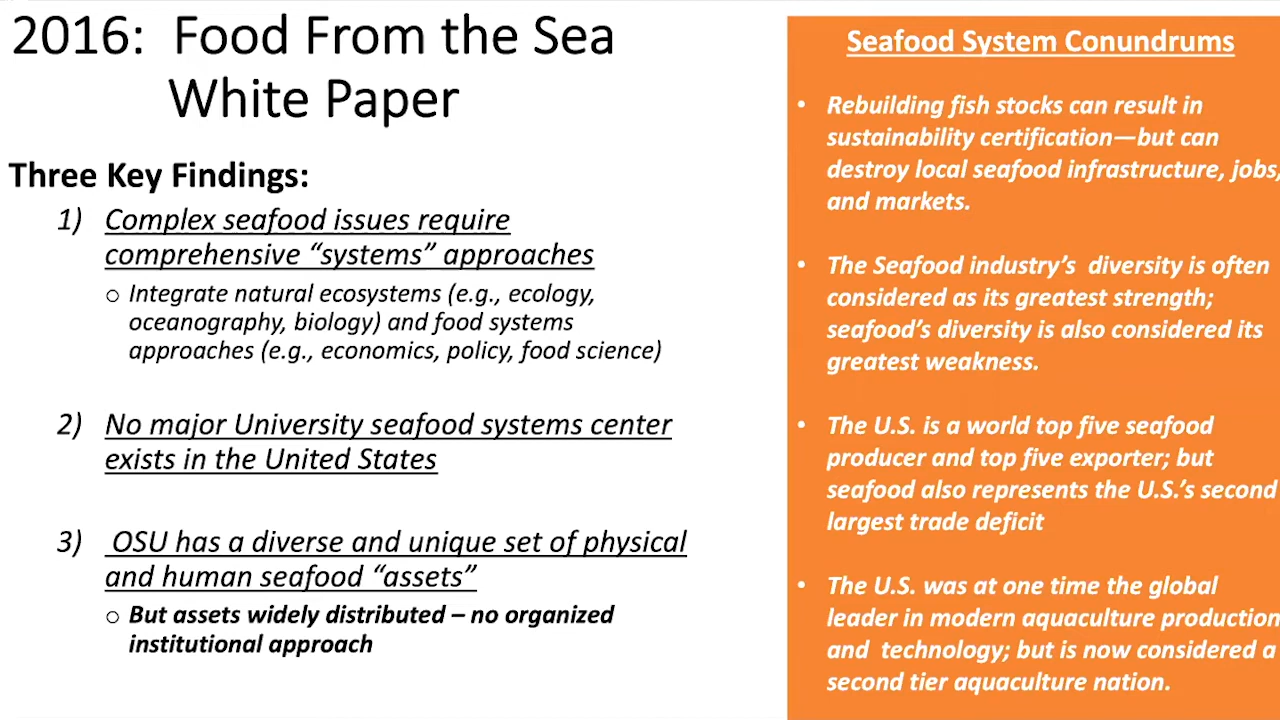 2016:  Food From the Sea
White Paper
Three Key Findings:
1) Complex seafood issues require
comprehensive “systems” approaches
o Integrate natural ecosystems (e.g., ecology,
oceanography, biology) and food systems
approaches (e.g., economics, policy, food science)
2) No major University seafood systems center
exists in the United States
3) OSU has a diverse and unique set of physical
and human seafood “assets”
o But assets widely distributed – no organized
institutional approach
Seafood System Conundrums
• Rebuilding fish stocks can result in
sustainability certification—but can
destroy local seafood infrastructure, jobs,
and markets.
• The Seafood industry’s  diversity is often
considered as its greatest strength;
seafood’s diversity is also considered its
greatest weakness.
• The U.S. is a world top five seafood
producer and top five exporter; but
seafood also represents the U.S.’s second
largest trade deficit
• The U.S. was at one time the global
leader in modern aquaculture production
and  technology; but is now considered a
second tier aquaculture nation.